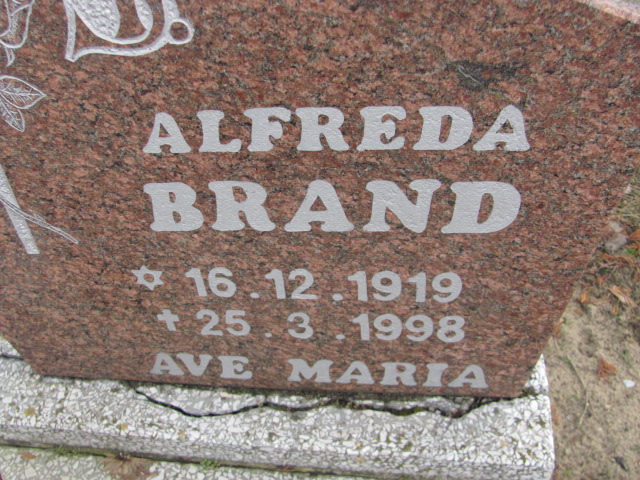 ALFREDA
BRAND
✡ 16.12.1919
+ 25.3.1998
AVE MARIA